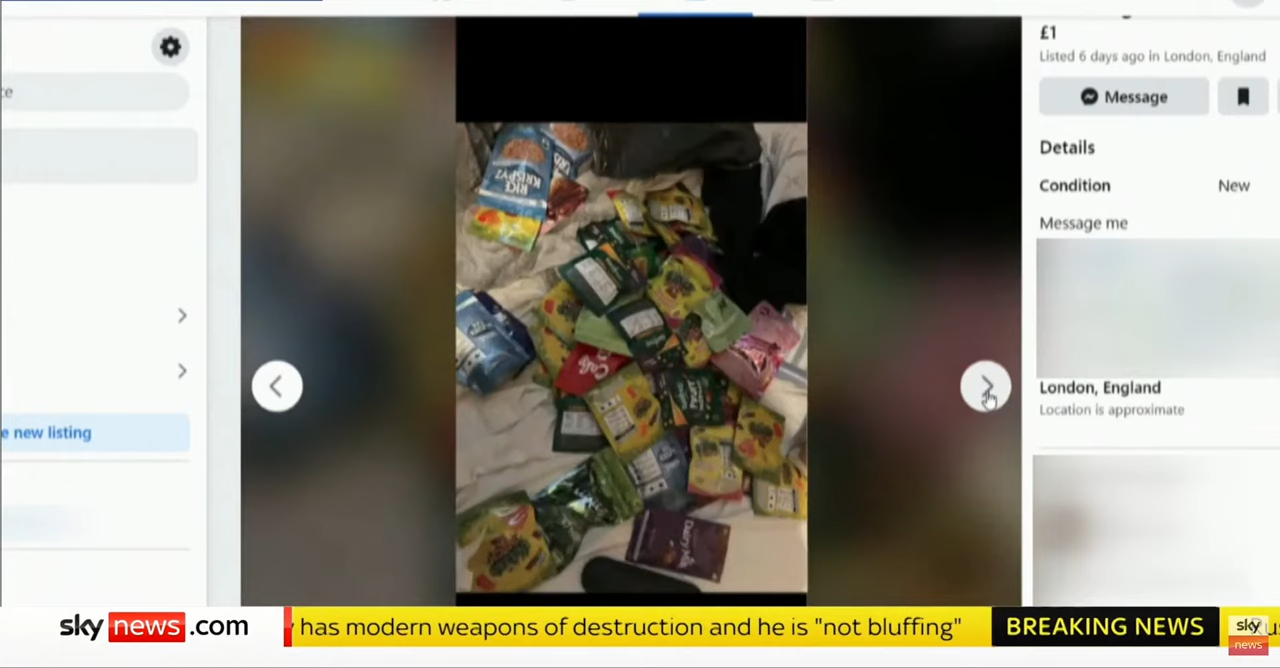 £1
Listed 6 days ago in London, England
ce
Message
Details
Condition New
Message me
RICE
KRISPYZ
Dairy Milk
London, England
Location is approximate
e new listing
sky news .com
has modern weapons of destruction and he is "not bluffing"
BREAKING NEWS
sky
news